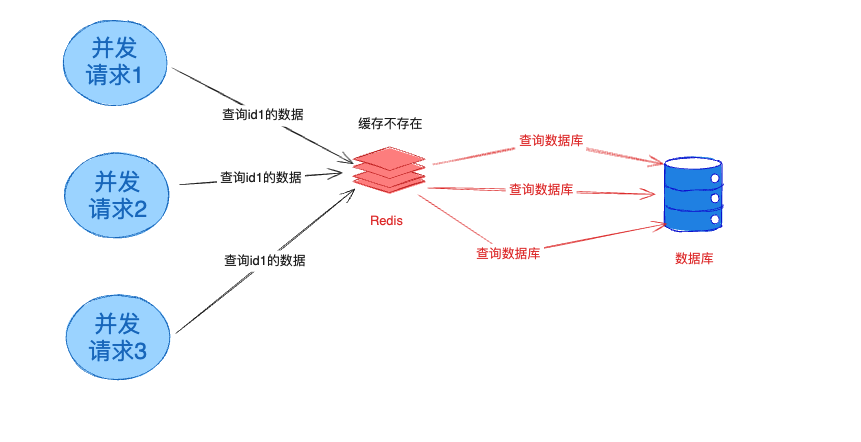 并发
请求1
查询id1的数据
缓存不存在
查询数据库
并发
请求2
查询id1的数据
查询数据库
Redis
数据库
查询id1的数据
查询数据库
并发
请求3